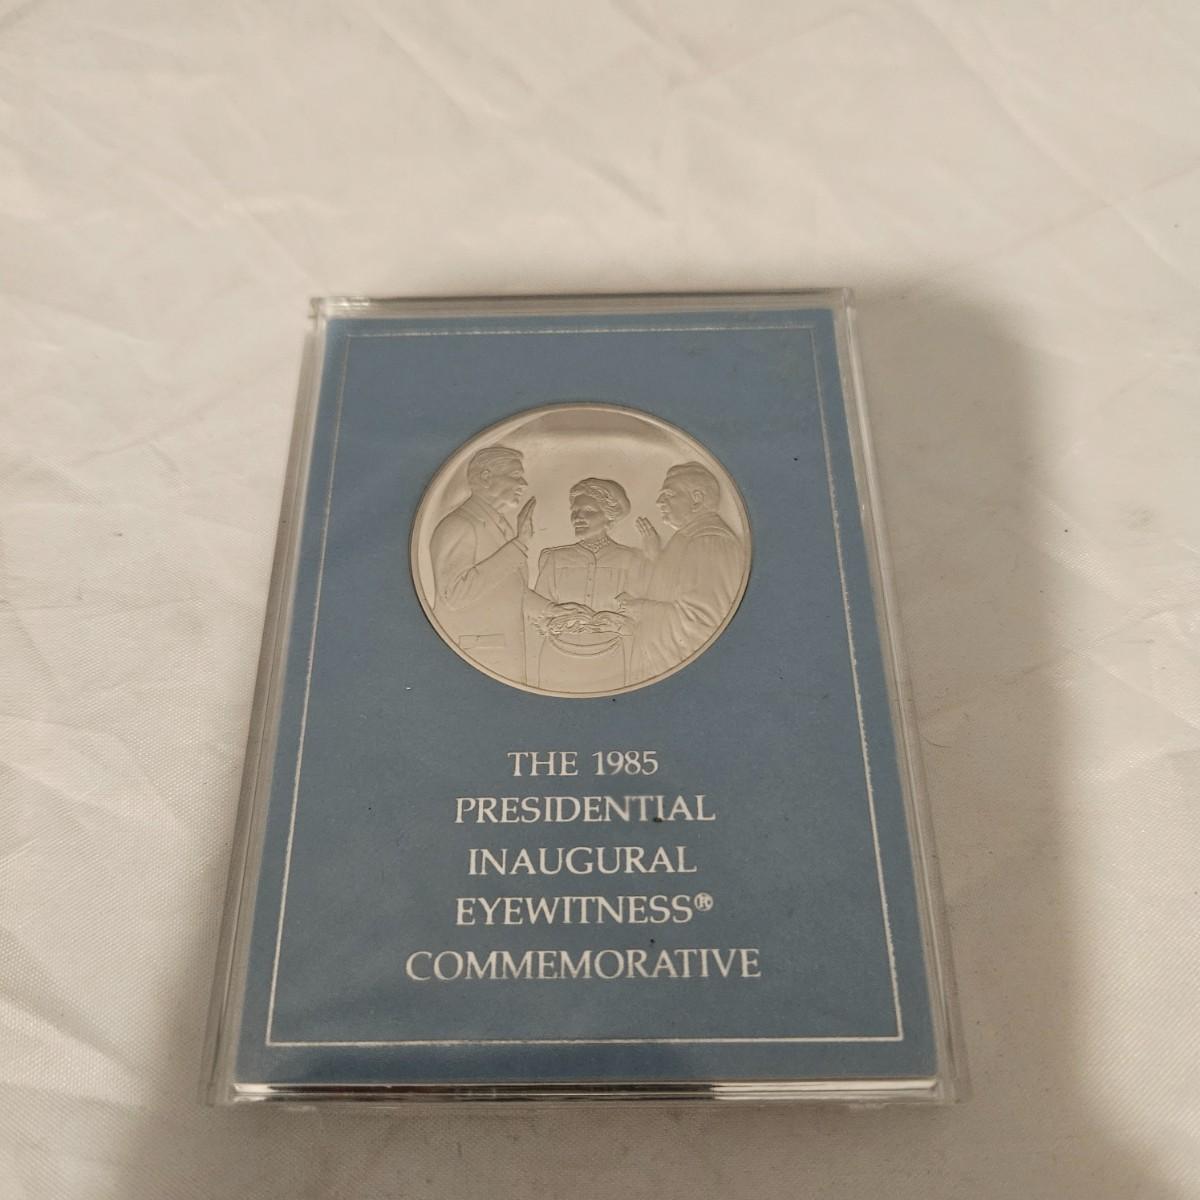 THE 1985
PRESIDENTIAL
INAUGURAL
EYEWITNESS®
COMMEMORATIVE